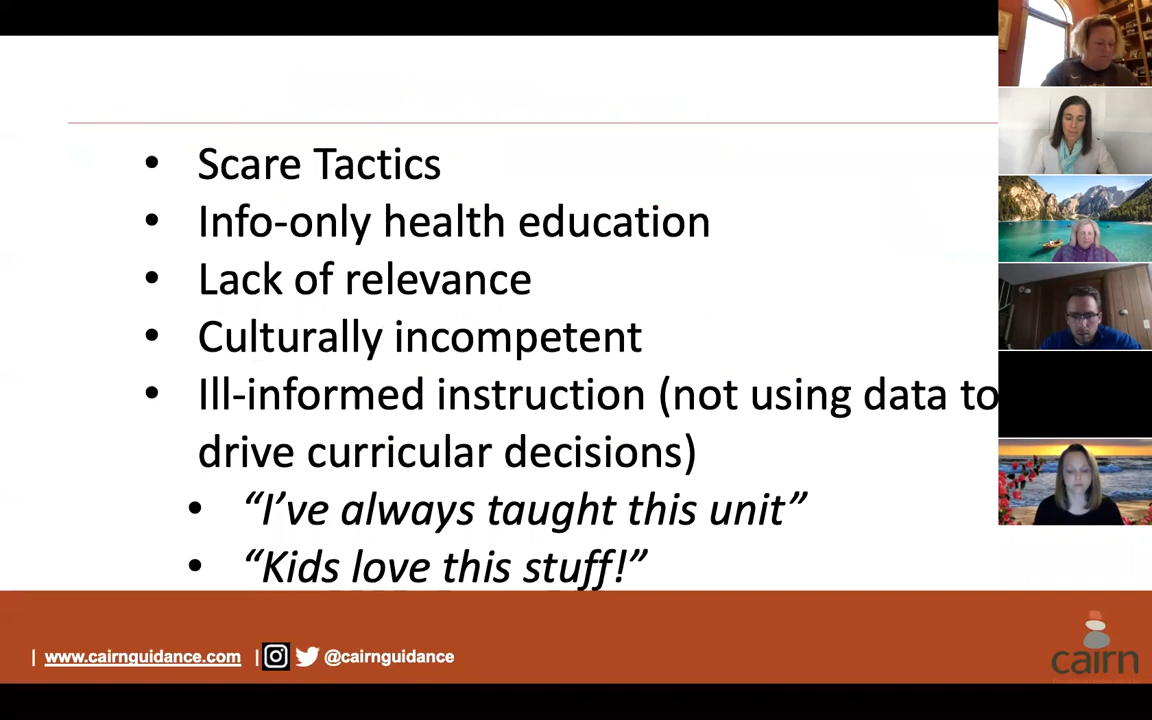 • Scare Tactics
• Info-only health education
• Lack of relevance
• Culturally incompetent
• Ill-informed instruction (not using data to
drive curricular decisions)
• “I’ve always taught this unit”
• “Kids love this stuff!”
| www.cairnguidance.com | @cairnguidance
cairn